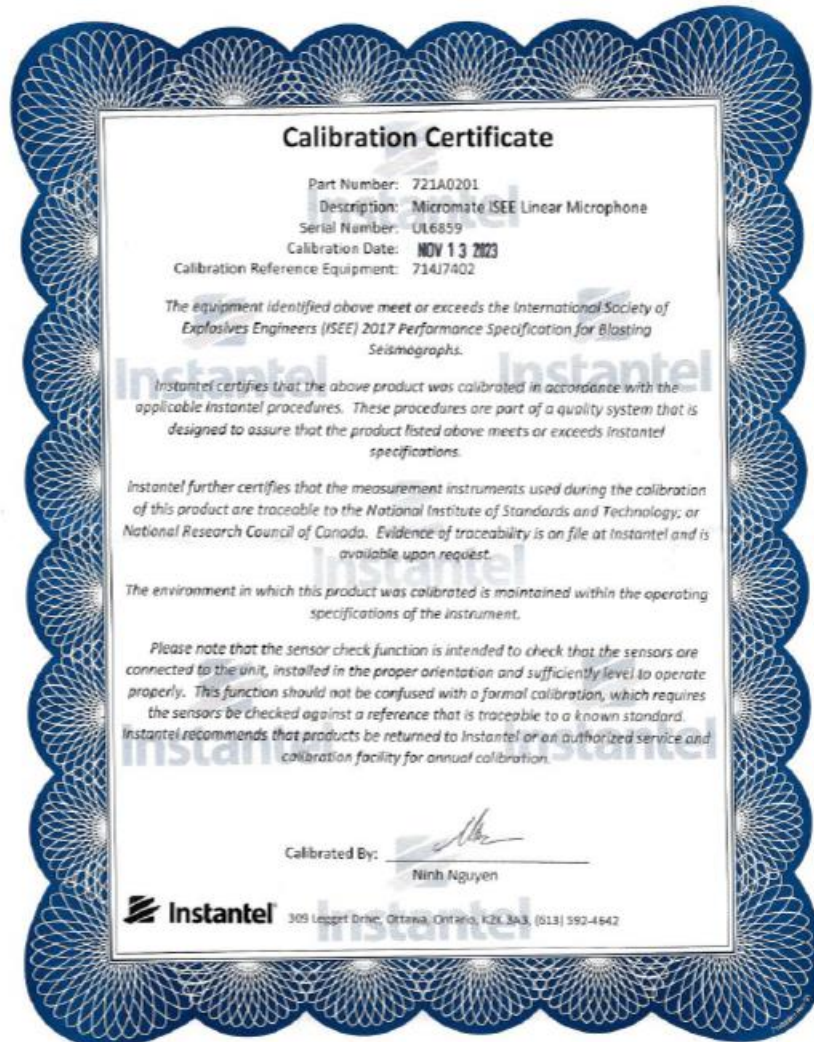 Calibration Certificate
Part Number: 721A0201
Description: Micromate ISEE Linear Microphone
Serial Number: UL6859
Calibration Date: NOV 13 2023
Calibration Reference Equipment: 714J7402
The equipment identified above meet or exceeds the International Society of
Explosives Engineers (ISEE) 2017 Performance Specification for Blasting
Seismographs.
Instantel certifies that the above product was calibrated in accordance with the
applicable Instantel procedures. These procedures are part of a quality system that is
designed to assure that the product listed above meets or exceeds Instantel
specifications.
Instantel further certifies that the measurement instruments used during the calibration
of this product are traceable to the National Institute of Standards and Technology; or
National Research Council of Canada. Evidence of traceability is on file at Instantel and is
available upon request.
The environment in which this product was calibrated is maintained within the operating
specifications of the instrument.
Please note that the sensor check function is intended to check that the sensors are
connected to the unit, installed in the proper orientation and sufficiently level to operate
properly. This function should not be confused with a formal calibration, which requires
the sensors be checked against a reference that is traceable to a known standard.
Instantel recommends that products be returned to Instantel or an authorized service and
calibration facility for annual calibration.
Calibrated By:
Ninh Nguyen
Instantel 309 Legget Drive, Ottawa, Ontario, K2K 3A3, (613) 592-4642